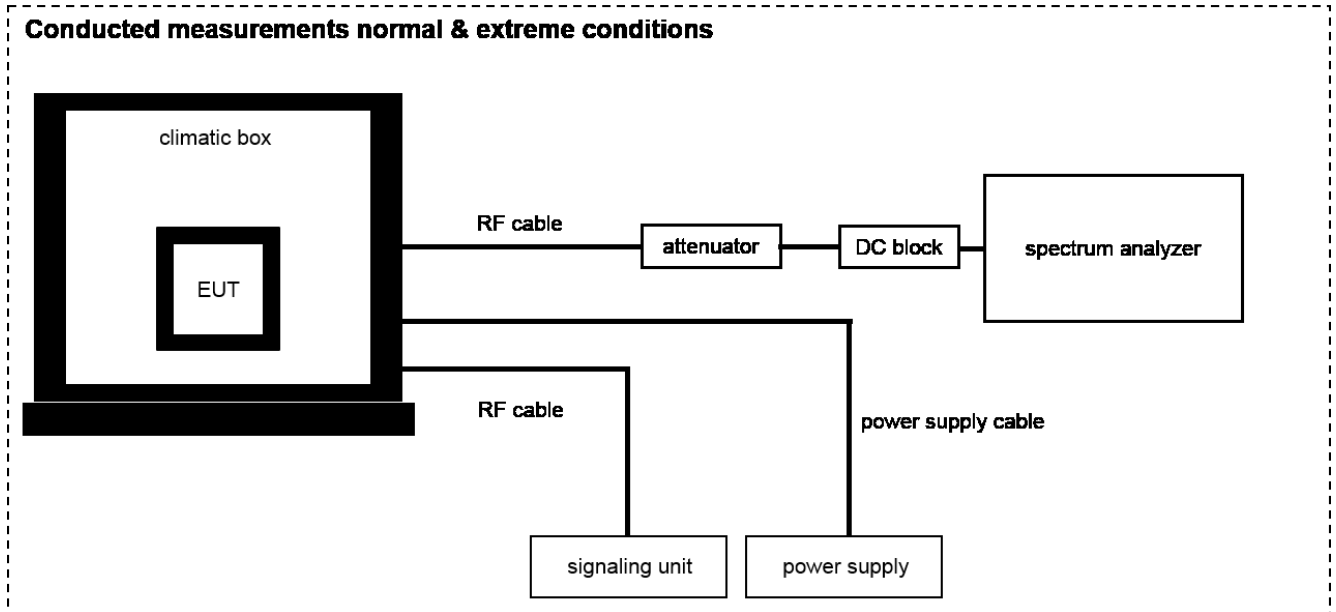 Conducted measurements normal & extreme conditions
climatic box
RF cable
attenuator
DC block
spectrum analyzer
EUT
RF cable
power supply cable
signaling unit
power supply